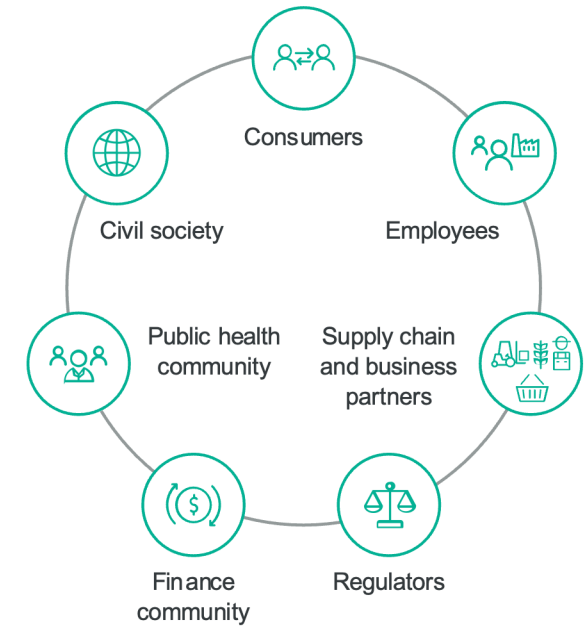 Consumers
Employees
Supply chain
and business
partners
Regulators
Finance
community
Public health
community
Civil society
$